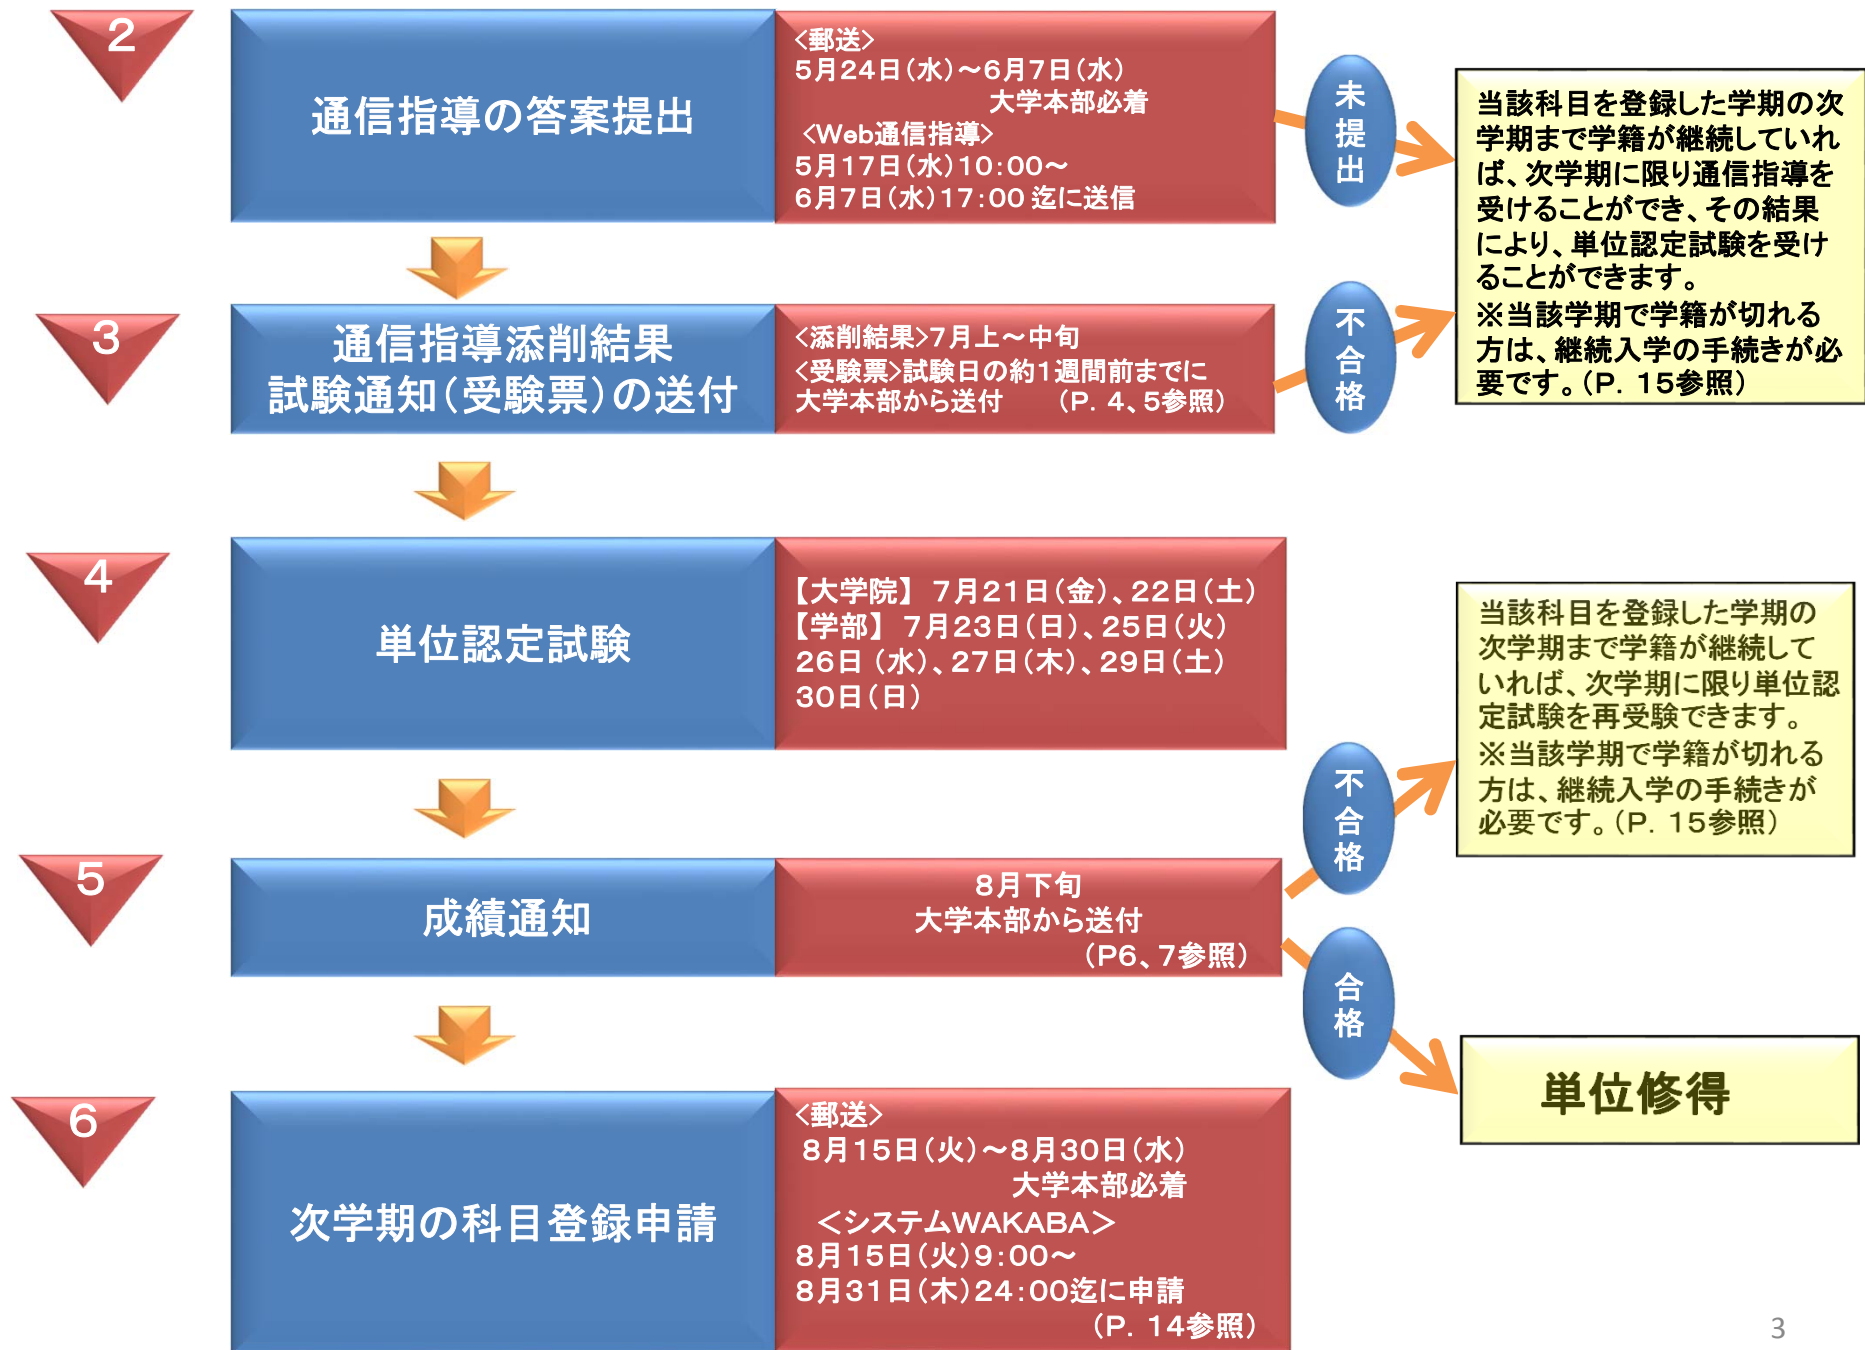 2
通信指導の答案提出
<郵送>
5月24日(水)~6月7日(水)
大学本部必着
<Web通信指導>
5月17日(水)10:00~
6月7日(水)17:00 迄に送信
未提出
当該科目を登録した学期の次
学期まで学籍が継続していれ
ば、次学期に限り通信指導を
受けることができ、その結果
により、単位認定試験を受け
ることができます。
※当該学期で学籍が切れる
方は、継続入学の手続きが必
要です。(P. 15参照)
3
通信指導添削結果
試験通知(受験票)の送付
<添削結果>7月上~中旬
<受験票>試験日の約1週間前までに
大学本部から送付 (P. 4、5参照)
不合格
4
単位認定試験
【大学院】 7月21日(金)、22日(土)
【学部】 7月23日(日)、25日(火)
26日 (水)、27日(木)、29日(土)
30日(日)
当該科目を登録した学期の
次学期まで学籍が継続して
いれば、次学期に限り単位認
定試験を再受験できます。
※当該学期で学籍が切れる
方は、継続入学の手続きが
必要です。(P. 15参照)
5
成績通知
8月下旬
大学本部から送付
(P6、7参照)
不合格
合格
単位修得
6
次学期の科目登録申請
<郵送>
8月15日(火)~8月30日(水)
大学本部必着
<システムWAKABA>
8月15日(火)9:00~
8月31日(木)24:00迄に申請
(P. 14参照)
3